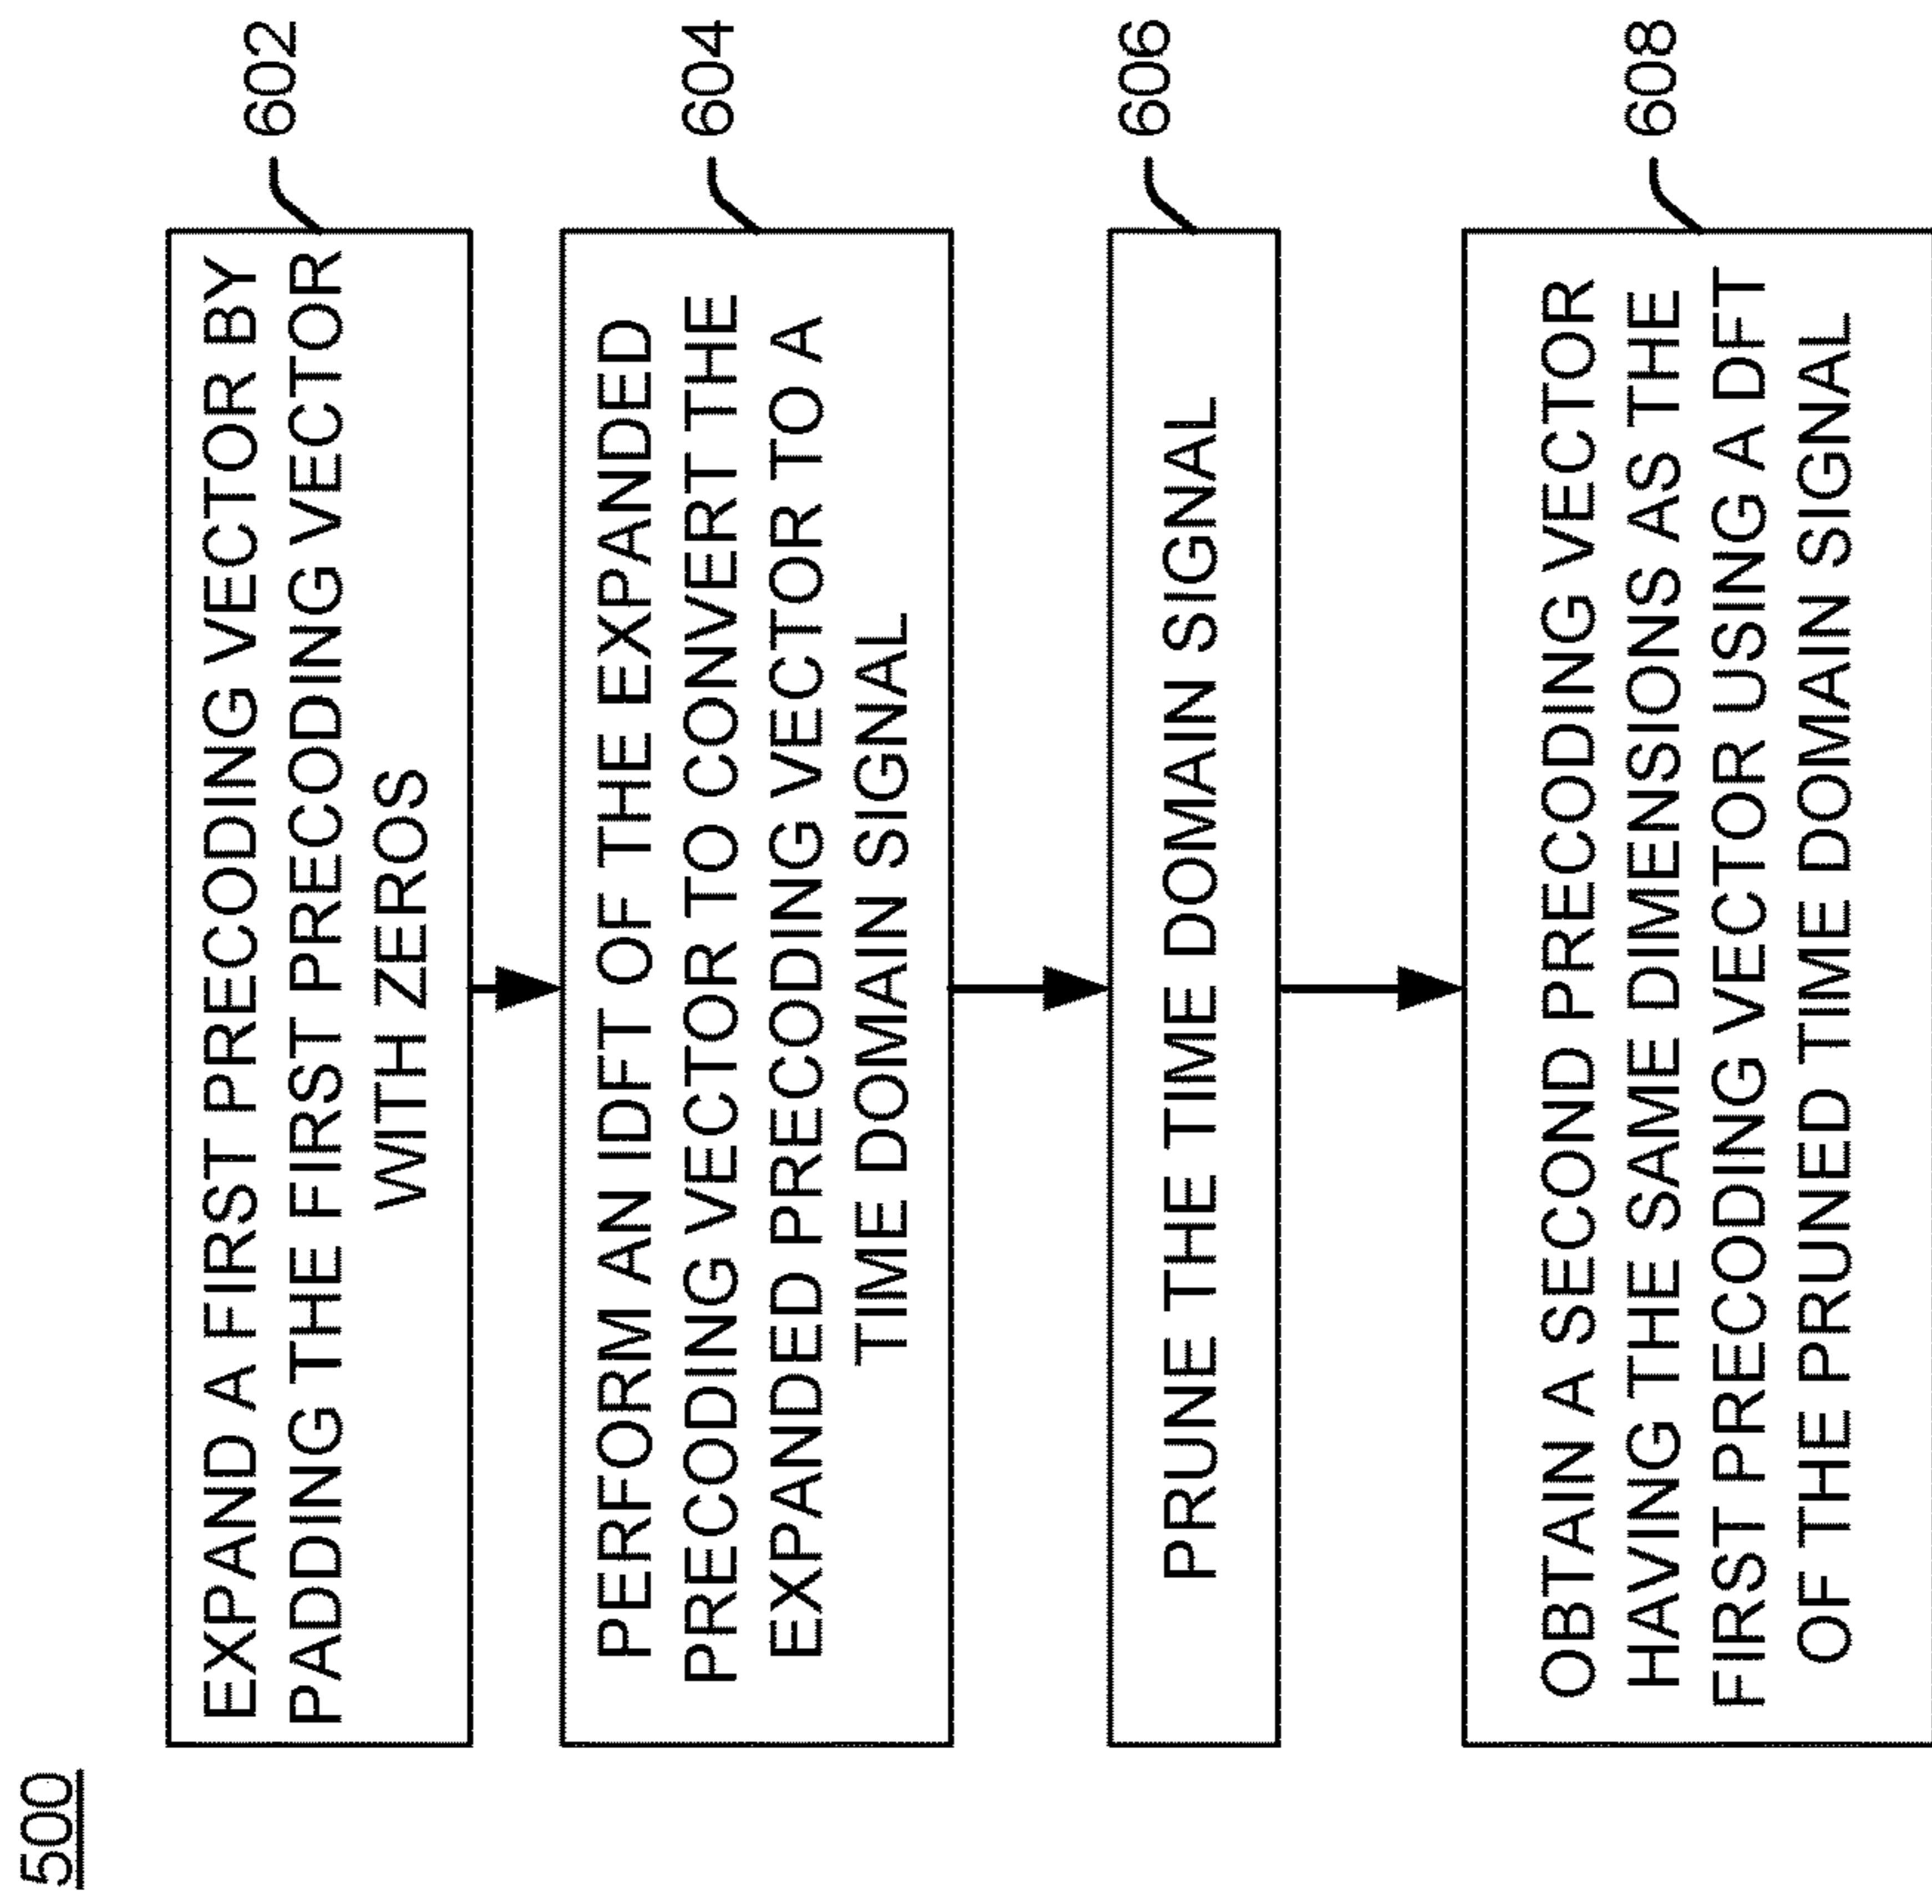 500
EXPAND A FIRST PRECODING VECTOR BY
PADDING THE FIRST PRECODING VECTOR
WITH ZEROS
602
PERFORM AN IDFT OF THE EXPANDED
PRECODING VECTOR TO CONVERT THE
EXPANDED PRECODING VECTOR TO A
TIME DOMAIN SIGNAL
604
PRUNE THE TIME DOMAIN SIGNAL
606
OBTAIN A SECOND PRECODING VECTOR
HAVING THE SAME DIMENSIONS AS THE
FIRST PRECODING VECTOR USING A DFT
OF THE PRUNED TIME DOMAIN SIGNAL
608